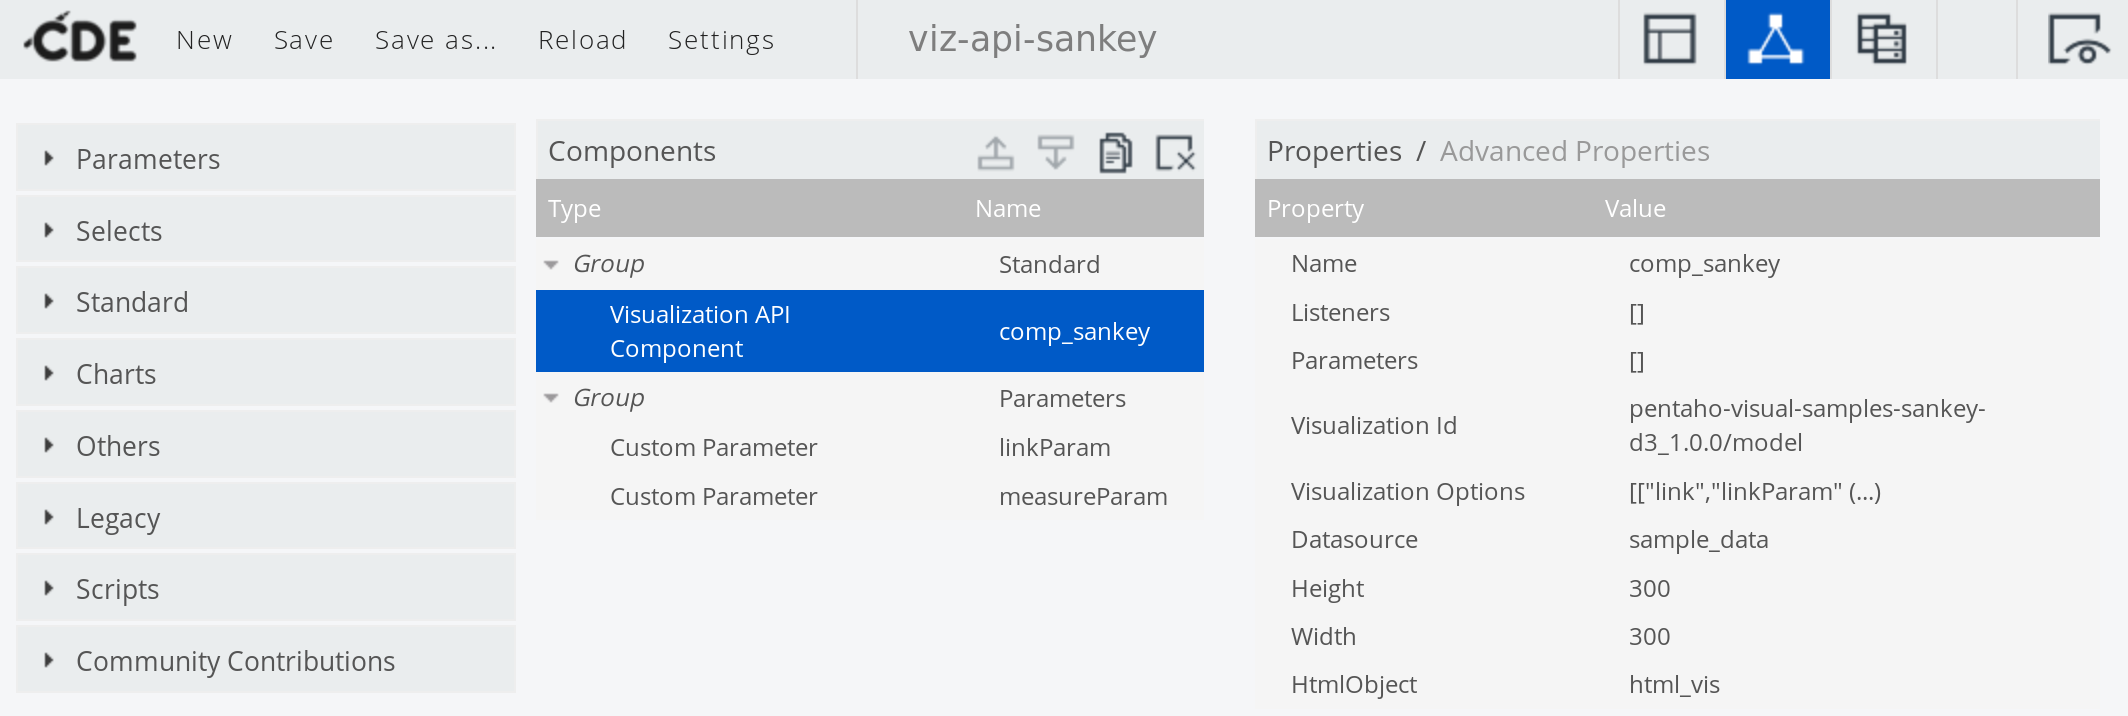 CDE New Save Save as... Reload Settings viz-api-sankey
Parameters
Selects
Standard
Charts
Others
Legacy
Scripts
Community Contributions
Components
Type Name
Group Standard
Visualization API
Component comp_sankey
Group Parameters
Custom Parameter linkParam
Custom Parameter measureParam
Properties / Advanced Properties
Property Value
Name comp_sankey
Listeners []
Parameters []
Visualization Id pentaho-visual-samples-sankey-
d3_1.0.0/model
Visualization Options [["link","linkParam" (...)
Datasource sample_data
Height 300
Width 300
HtmlObject html_vis